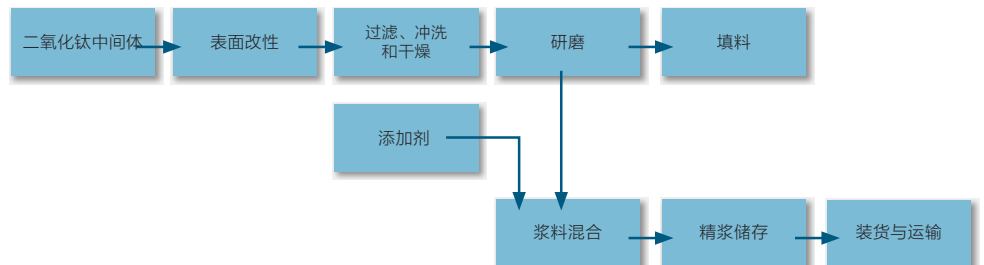 二氧化钛中间体
表面改性
过滤、冲洗
和干燥
研磨
填料
添加剂
浆料混合
精浆储存
装货与运输